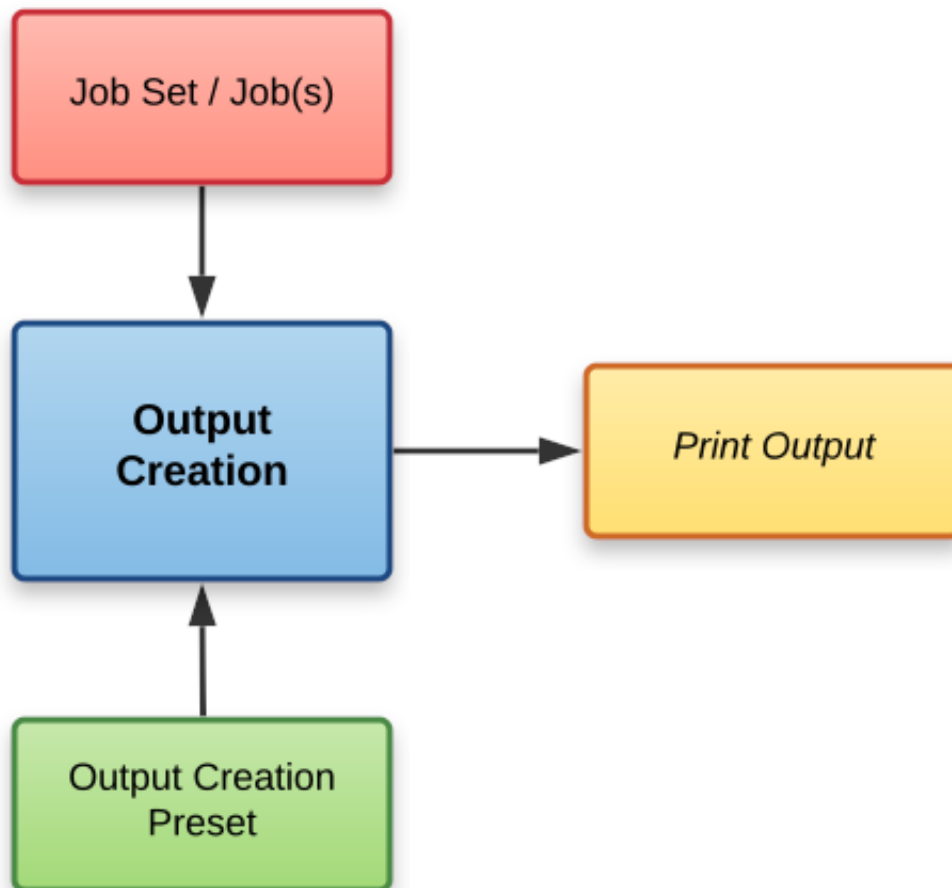 Job Set / Job(s)
Output
Creation
Print Output
Output Creation
Preset